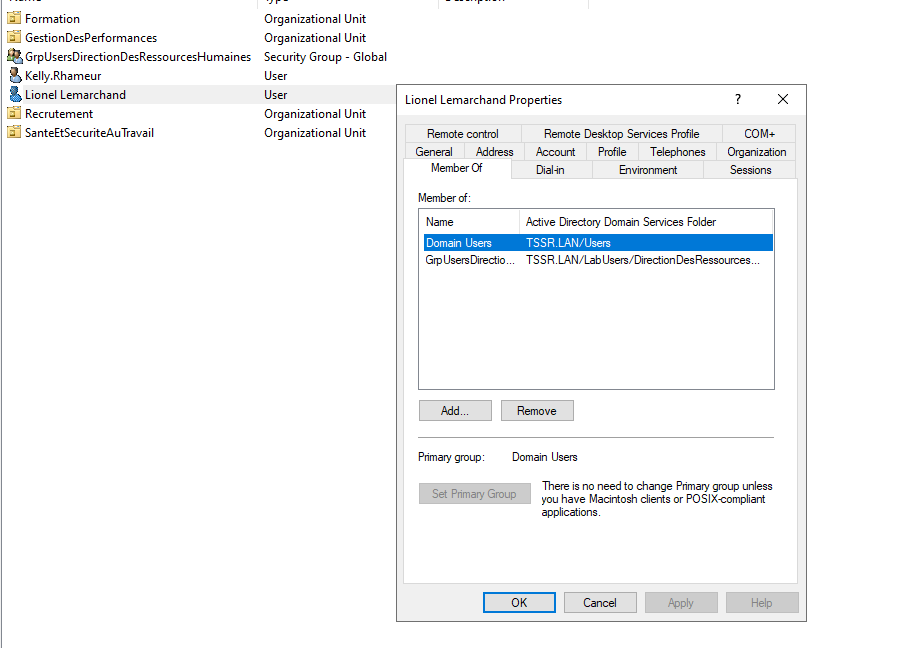 Name Type Description
Formation Organizational Unit
GestionDesPerformances Organizational Unit
GrpUsersDirectionDesRessourcesHumaines Security Group - Global
Kelly.Rhameur User
Lionel Lemarchand User
Recrutement Organizational Unit
SanteEtSecuriteAuTravail Organizational Unit
Lionel Lemarchand Properties ?
Remote control Remote Desktop Services Profile COM+
General Address Account Profile Telephones Organization
Member Of Dial-in Environment Sessions
Member of:
Name Active Directory Domain Services Folder
Domain Users TSSR.LAN/Users
GrpUsersDirectio... TSSR.LAN/LabUsers/DirectionDesRessources...
Add... Remove
Primary group: Domain Users
Set Primary Group
There is no need to change Primary group unless
you have Macintosh clients or POSIX-compliant
applications.
OK Cancel Apply Help